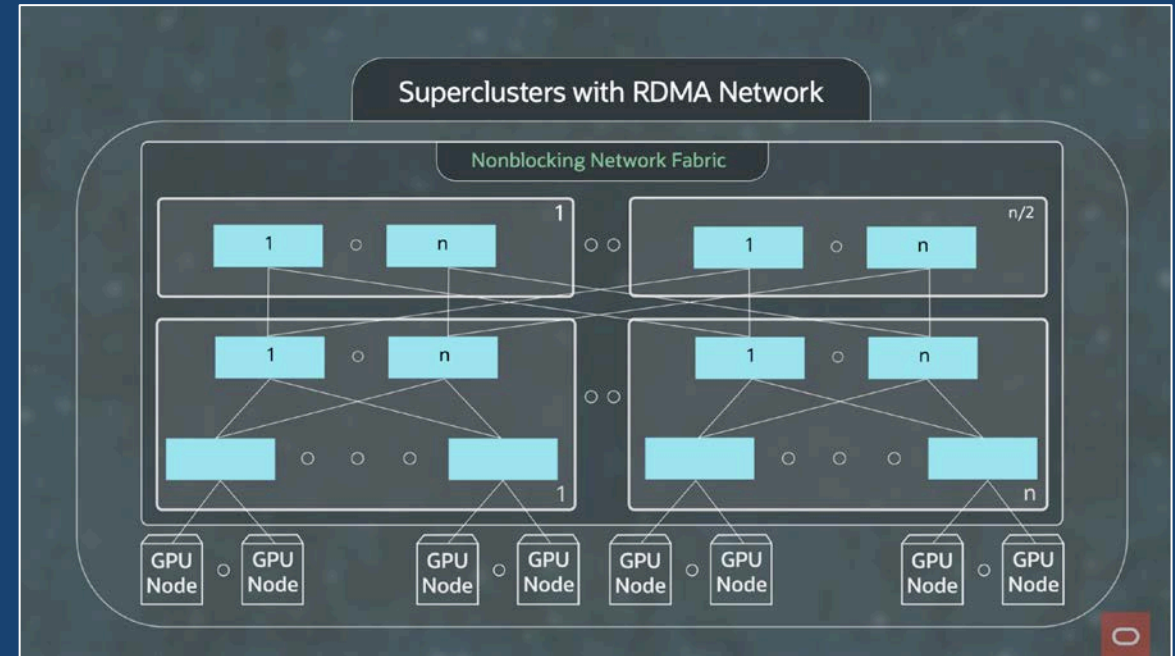 Superclusters with RDMA Network
Nonblocking Network Fabric
1
n/2
1
n
1
n
1
n
1
n
1
n
GPU
Node
GPU
Node
GPU
Node
GPU
Node
GPU
Node
GPU
Node
GPU
Node
GPU
Node